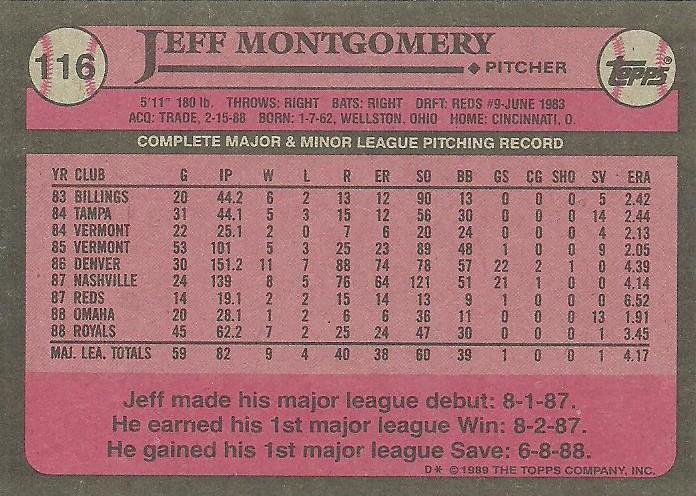 116
JEFF MONTGOMERY
PITCHER
TOPPS®
5'11" 180 lb. THROWS: RIGHT BATS: RIGHT DRFT: REDS #9-JUNE 1983
ACQ: TRADE, 2-15-88 BORN: 1-7-62, WELLSTON, OHIO HOME: CINCINNATI, O.
COMPLETE MAJOR & MINOR LEAGUE PITCHING RECORD
YR CLUB G IP W L R ER SO BB GS CG SHO SV ERA
83 BILLINGS 20 44.2 6 2 13 12 90 13 0 0 0 5 2.42
84 TAMPA 31 44.1 5 3 15 12 56 30 0 0 0 14 2.44
84 VERMONT 22 25.1 2 0 7 6 20 24 0 0 0 4 2.13
85 VERMONT 53 101 5 3 25 23 89 48 1 0 0 9 2.05
86 DENVER 30 151.2 11 7 88 74 78 57 22 2 1 0 4.39
87 NASHVILLE 24 139 8 5 76 64 121 51 21 1 0 0 4.14
87 REDS 14 19.1 2 2 15 14 13 9 1 0 0 0 6.52
88 OMAHA 20 28.1 1 2 6 6 36 11 0 0 0 13 1.91
88 ROYALS 45 62.2 7 2 25 24 47 30 0 0 0 1 3.45
MAJ. LEA. TOTALS 59 82 9 4 40 38 60 39 1 0 0 1 4.17
Jeff made his major league debut: 8-1-87.
He earned his 1st major league Win: 8-2-87.
He gained his 1st major league Save: 6-8-88.
D* © 1989 THE TOPPS COMPANY, INC.